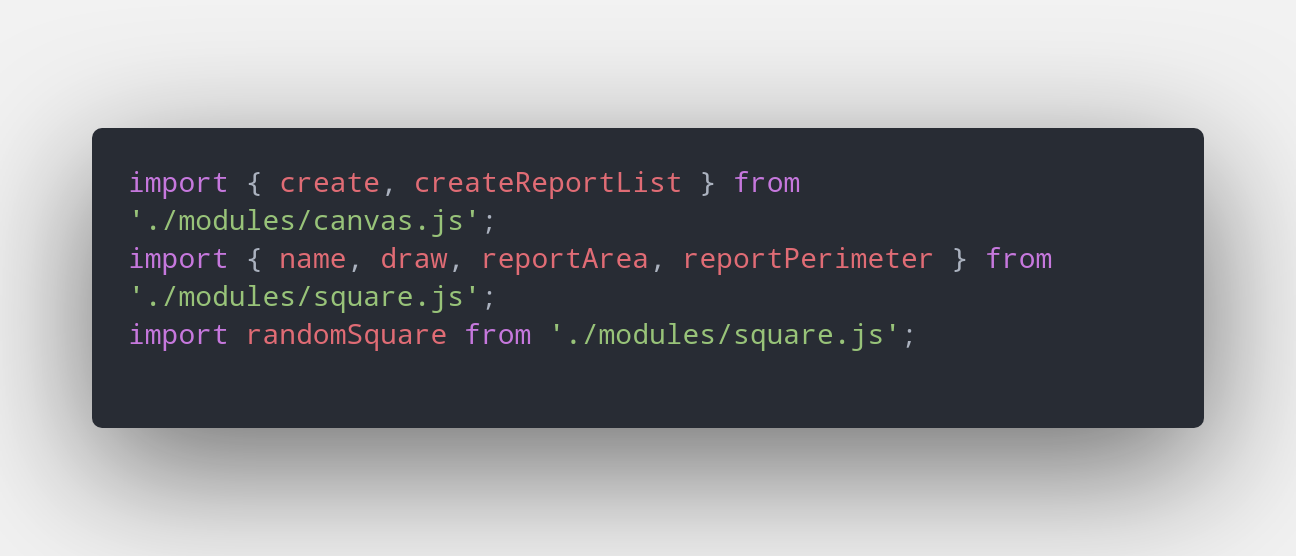 import { create, createReportList } from
'./modules/canvas.js';
import { name, draw, reportArea, reportPerimeter } from
'./modules/square.js';
import randomSquare from './modules/square.js';